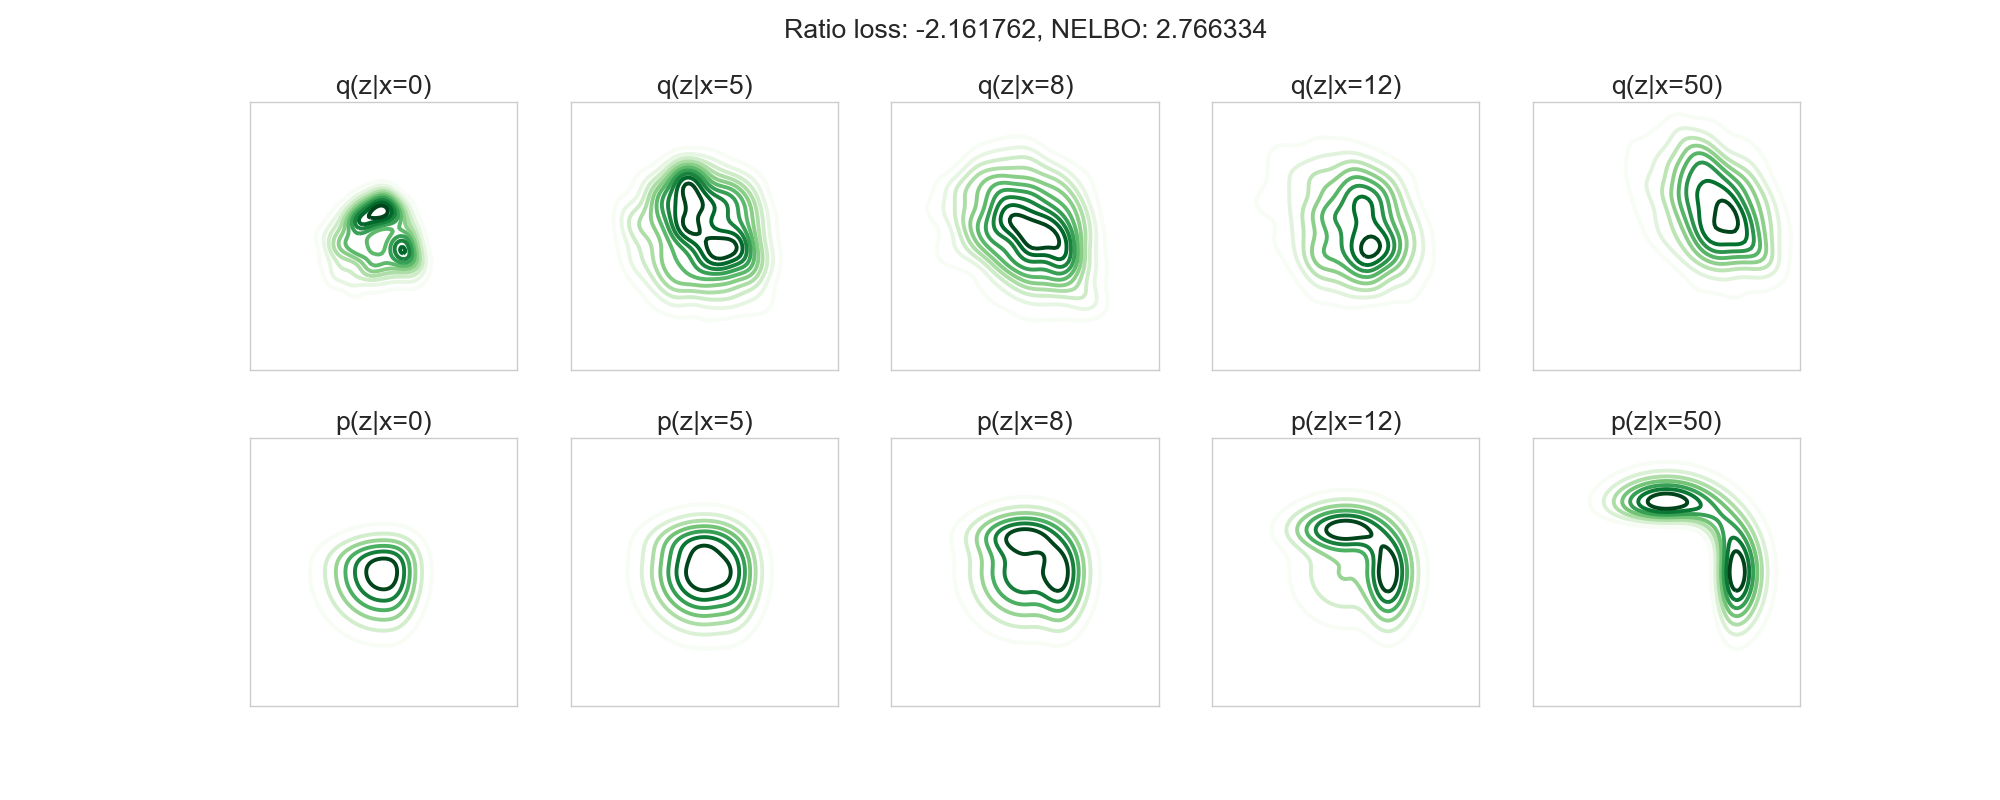 Ratio loss: -2.161762, NELBO: 2.766334
q(z|x=0) q(z|x=5) q(z|x=8) q(z|x=12) q(z|x=50)
p(z|x=0) p(z|x=5) p(z|x=8) p(z|x=12) p(z|x=50)